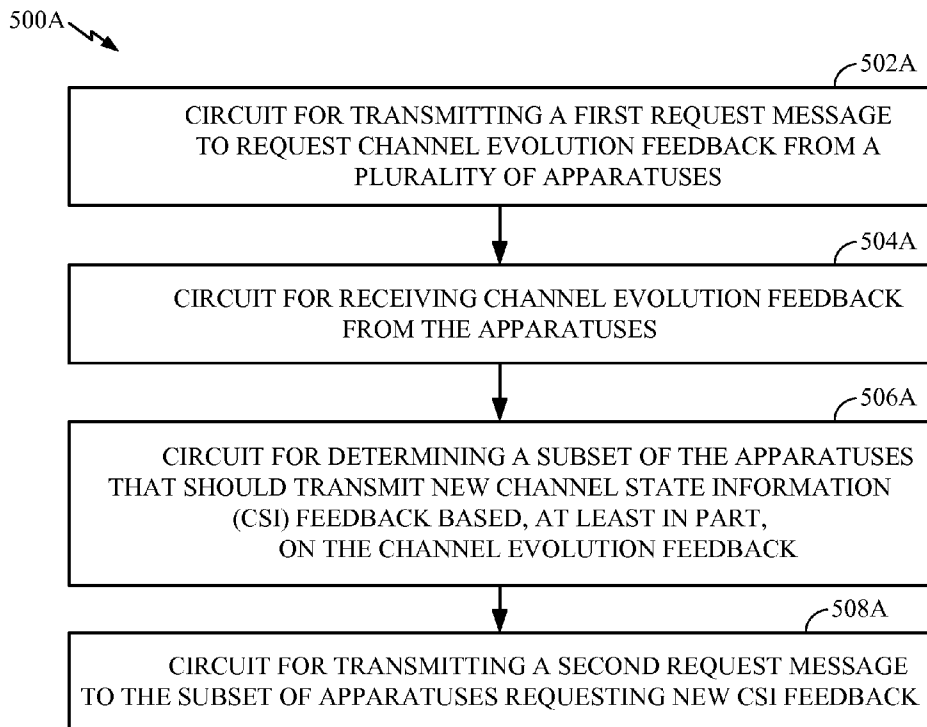 500A
502A
CIRCUIT FOR TRANSMITTING A FIRST REQUEST MESSAGE
TO REQUEST CHANNEL EVOLUTION FEEDBACK FROM A
PLURALITY OF APPARATUSES
504A
CIRCUIT FOR RECEIVING CHANNEL EVOLUTION FEEDBACK
FROM THE APPARATUSES
506A
CIRCUIT FOR DETERMINING A SUBSET OF THE APPARATUSES
THAT SHOULD TRANSMIT NEW CHANNEL STATE INFORMATION
(CSI) FEEDBACK BASED, AT LEAST IN PART,
ON THE CHANNEL EVOLUTION FEEDBACK
508A
CIRCUIT FOR TRANSMITTING A SECOND REQUEST MESSAGE
TO THE SUBSET OF APPARATUSES REQUESTING NEW CSI FEEDBACK